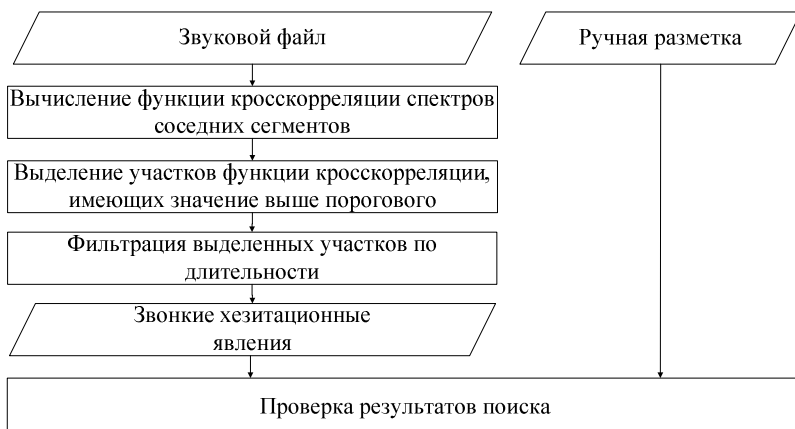 Звуковой файл
Ручная разметка
Вычисление функции кросскорреляции спектров
соседних сегментов
Выделение участков функции кросскорреляции,
имеющих значение выше порогового
Фильтрация выделенных участков по
длительности
Звонкие хезитационные
явления
Проверка результатов поиска